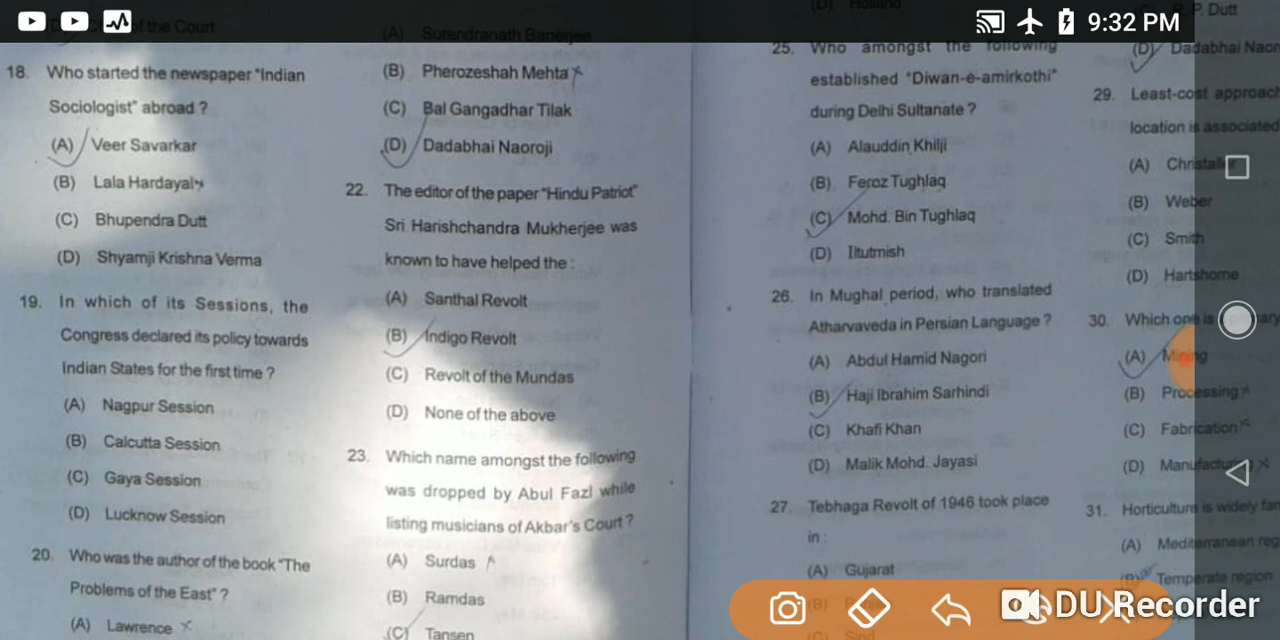 9:32 PM
of the Court
18. Who started the newspaper "Indian
Sociologist" abroad ?
(A) Veer Savarkar
(B) Lala Hardayal
(C) Bhupendra Dutt
(D) Shyamji Krishna Verma
19. In which of its Sessions, the
Congress declared its policy towards
Indian States for the first time ?
(A) Nagpur Session
(B) Calcutta Session
(C) Gaya Session
(D) Lucknow Session
20. Who was the author of the book "The
Problems of the East" ?
(A) Lawrence
(A) Surendranath Banerjee
(B) Pherozeshah Mehta
(C) Bal Gangadhar Tilak
(D) Dadabhai Naoroji
22. The editor of the paper "Hindu Patriot"
Sri Harishchandra Mukherjee was
known to have helped the :
(A) Santhal Revolt
(B) Indigo Revolt
(C) Revolt of the Mundas
(D) None of the above
23. Which name amongst the following
was dropped by Abul Fazl while
listing musicians of Akbar's Court ?
(A) Surdas
(B) Ramdas
(C) Tansen
(D) Holland
25. Who amongst the following
established "Diwan-e-amirkothi"
during Delhi Sultanate ?
(A) Alauddin Khilji
(B) Feroz Tughlaq
(C) Mohd. Bin Tughlaq
(D) Iltutmish
26. In Mughal period, who translated
Atharvaveda in Persian Language ?
(A) Abdul Hamid Nagori
(B) Haji Ibrahim Sarhindi
(C) Khafi Khan
(D) Malik Mohd. Jayasi
27. Tebhaga Revolt of 1946 took place
in :
(A) Gujarat
(B)
(C) Sind
P. Dutt
(D) Dadabhai Naor
29. Least-cost approach
location is associated
(A) Christaller
(B) Weber
(C) Smith
(D) Hartshorne
30. Which one is
(A) Mining
(B) Processing
(C) Fabrication
(D) Manufacturing
31. Horticulture is widely far
(A) Mediterranean reg
(B) Temperate region
DU Recorder